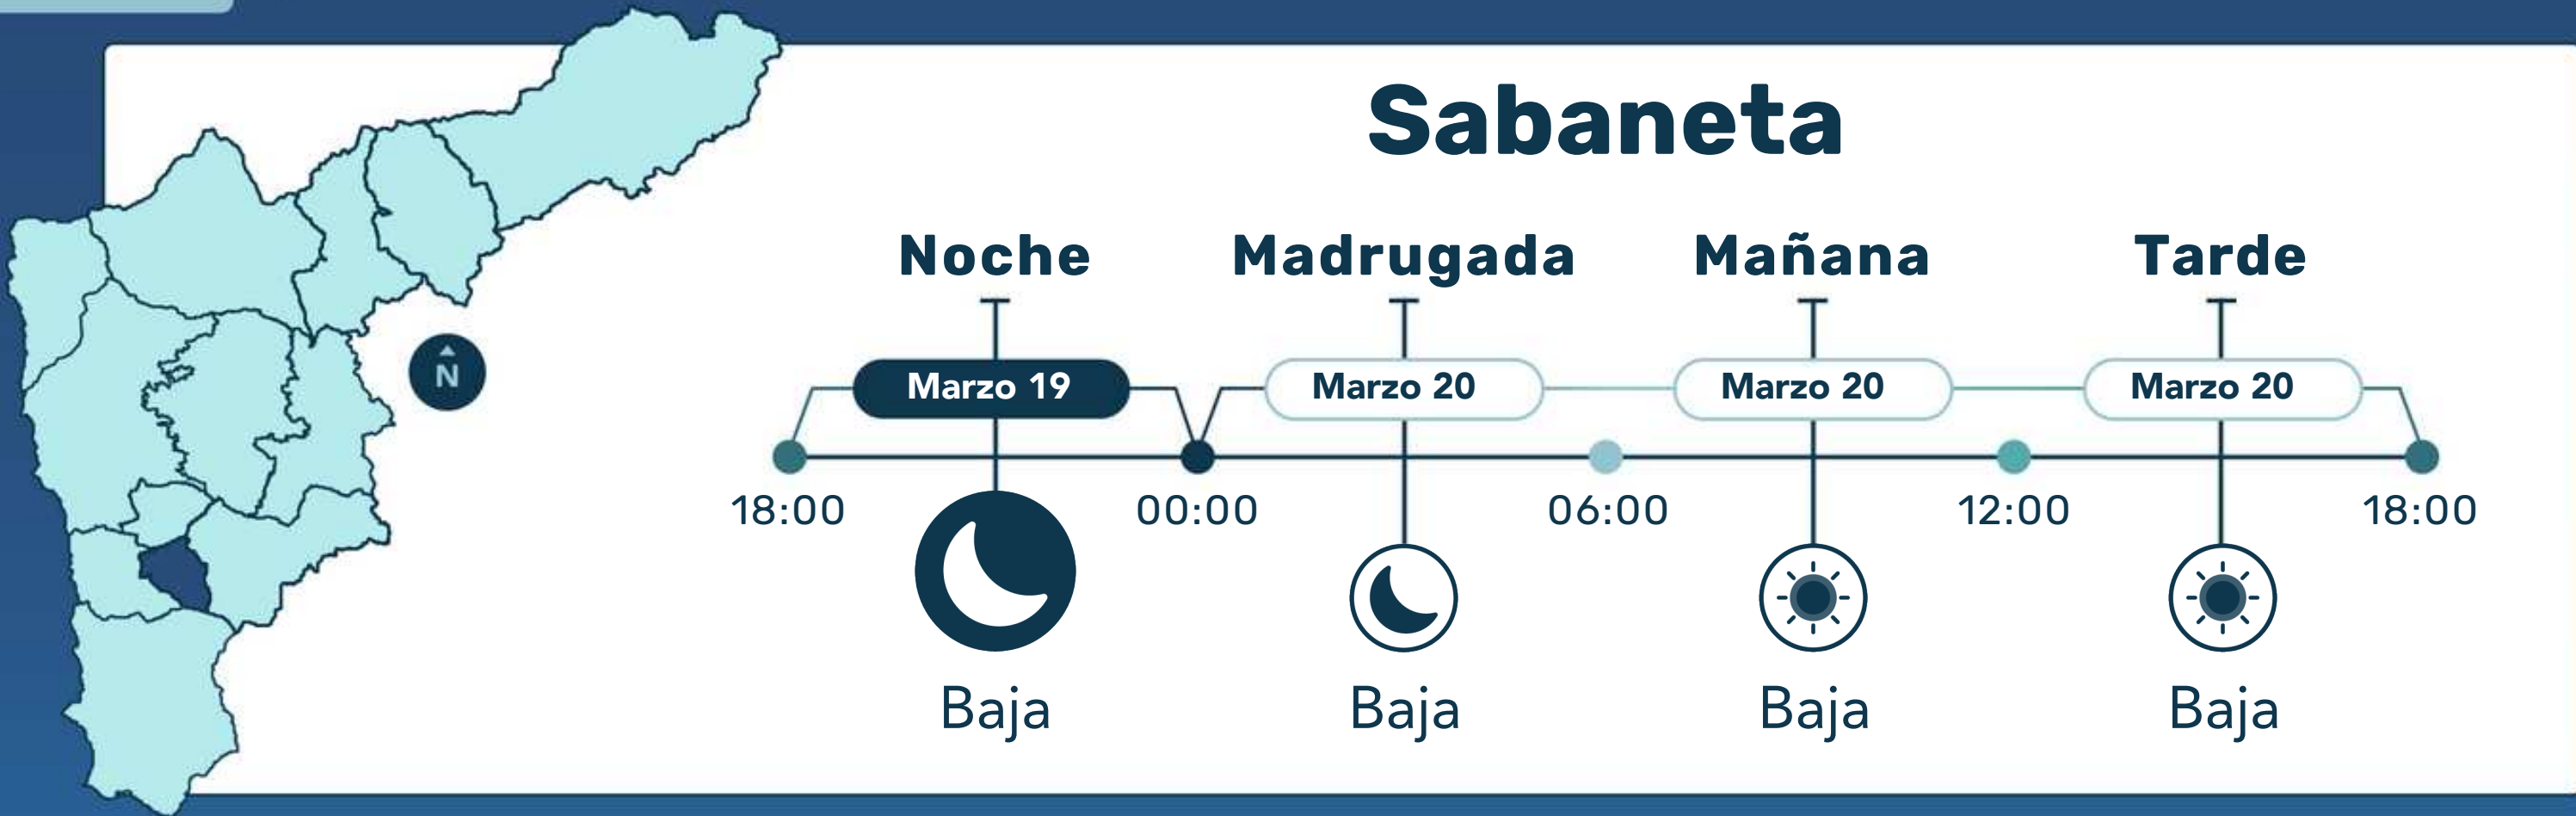 Sabaneta
Noche Madrugada Mañana Tarde
Marzo 19 Marzo 20 Marzo 20 Marzo 20
N
18:00 00:00 06:00 12:00 18:00
Baja Baja Baja Baja